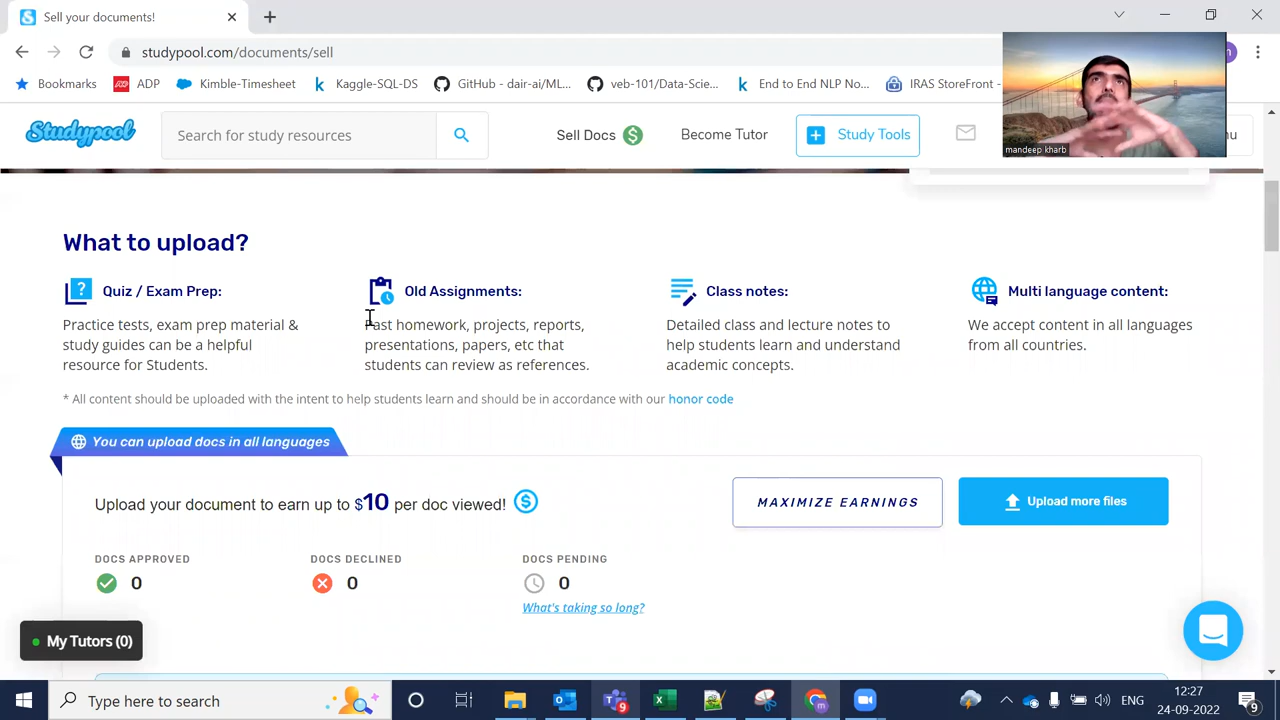 Sell your documents!
studypool.com/documents/sell
Bookmarks
ADP
Kimble-Timesheet
Kaggle-SQL-DS
GitHub - dair-ai/ML...
veb-101/Data-Scie...
End to End NLP No...
IRAS StoreFront -
mandeep kharb
Studypool
Search for study resources
Sell Docs
Become Tutor
Study Tools
nu
What to upload?
Quiz / Exam Prep:
Practice tests, exam prep material &
study guides can be a helpful
resource for Students.
Old Assignments:
Past homework, projects, reports,
presentations, papers, etc that
students can review as references.
Class notes:
Detailed class and lecture notes to
help students learn and understand
academic concepts.
Multi language content:
We accept content in all languages
from all countries.
* All content should be uploaded with the intent to help students learn and should be in accordance with our honor code
You can upload docs in all languages
Upload your document to earn up to $10 per doc viewed!
MAXIMIZE EARNINGS
Upload more files
DOCS APPROVED
0
DOCS DECLINED
0
DOCS PENDING
0
What's taking so long?
My Tutors (0)
Type here to search
9
ENG
12:27
24-09-2022
9